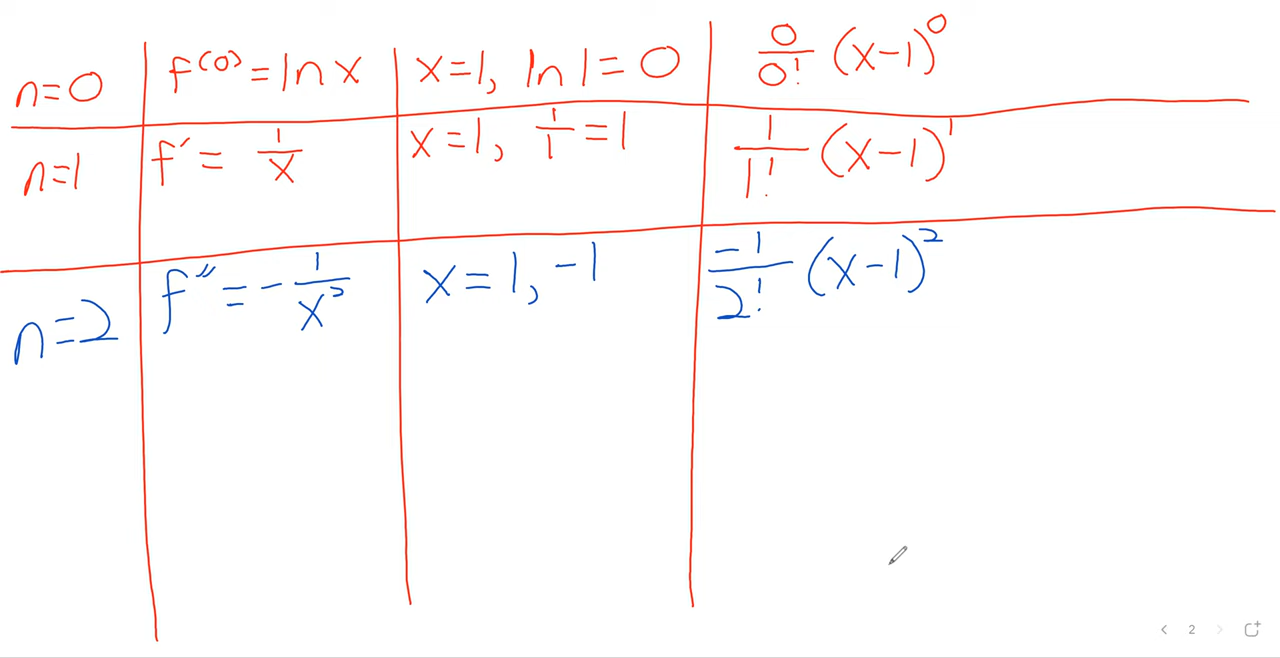 n=0 f^(0) = ln x x=1, ln 1 = 0 0/0! (x-1)^0
n=1 f' = 1/x x=1, 1/1 = 1 1/1! (x-1)^1
n=2 f" = -1/x² x=1, -1 -1/2! (x-1)^2
< 2 >